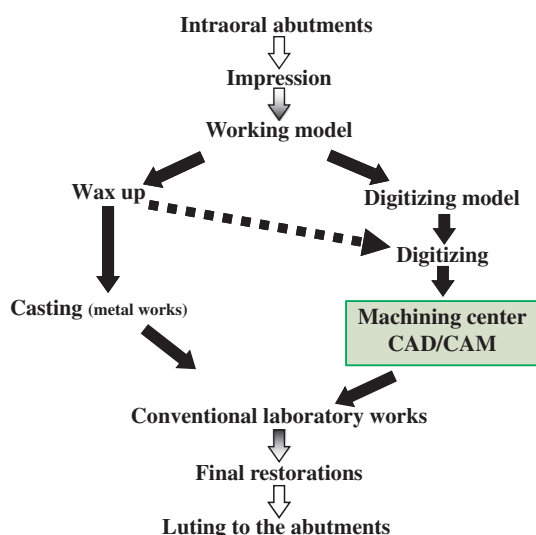 Intraoral abutments
Impression
Working model
Wax up
Digitizing model
Digitizing
Casting (metal works)
Machining center
CAD/CAM
Conventional laboratory works
Final restorations
Luting to the abutments